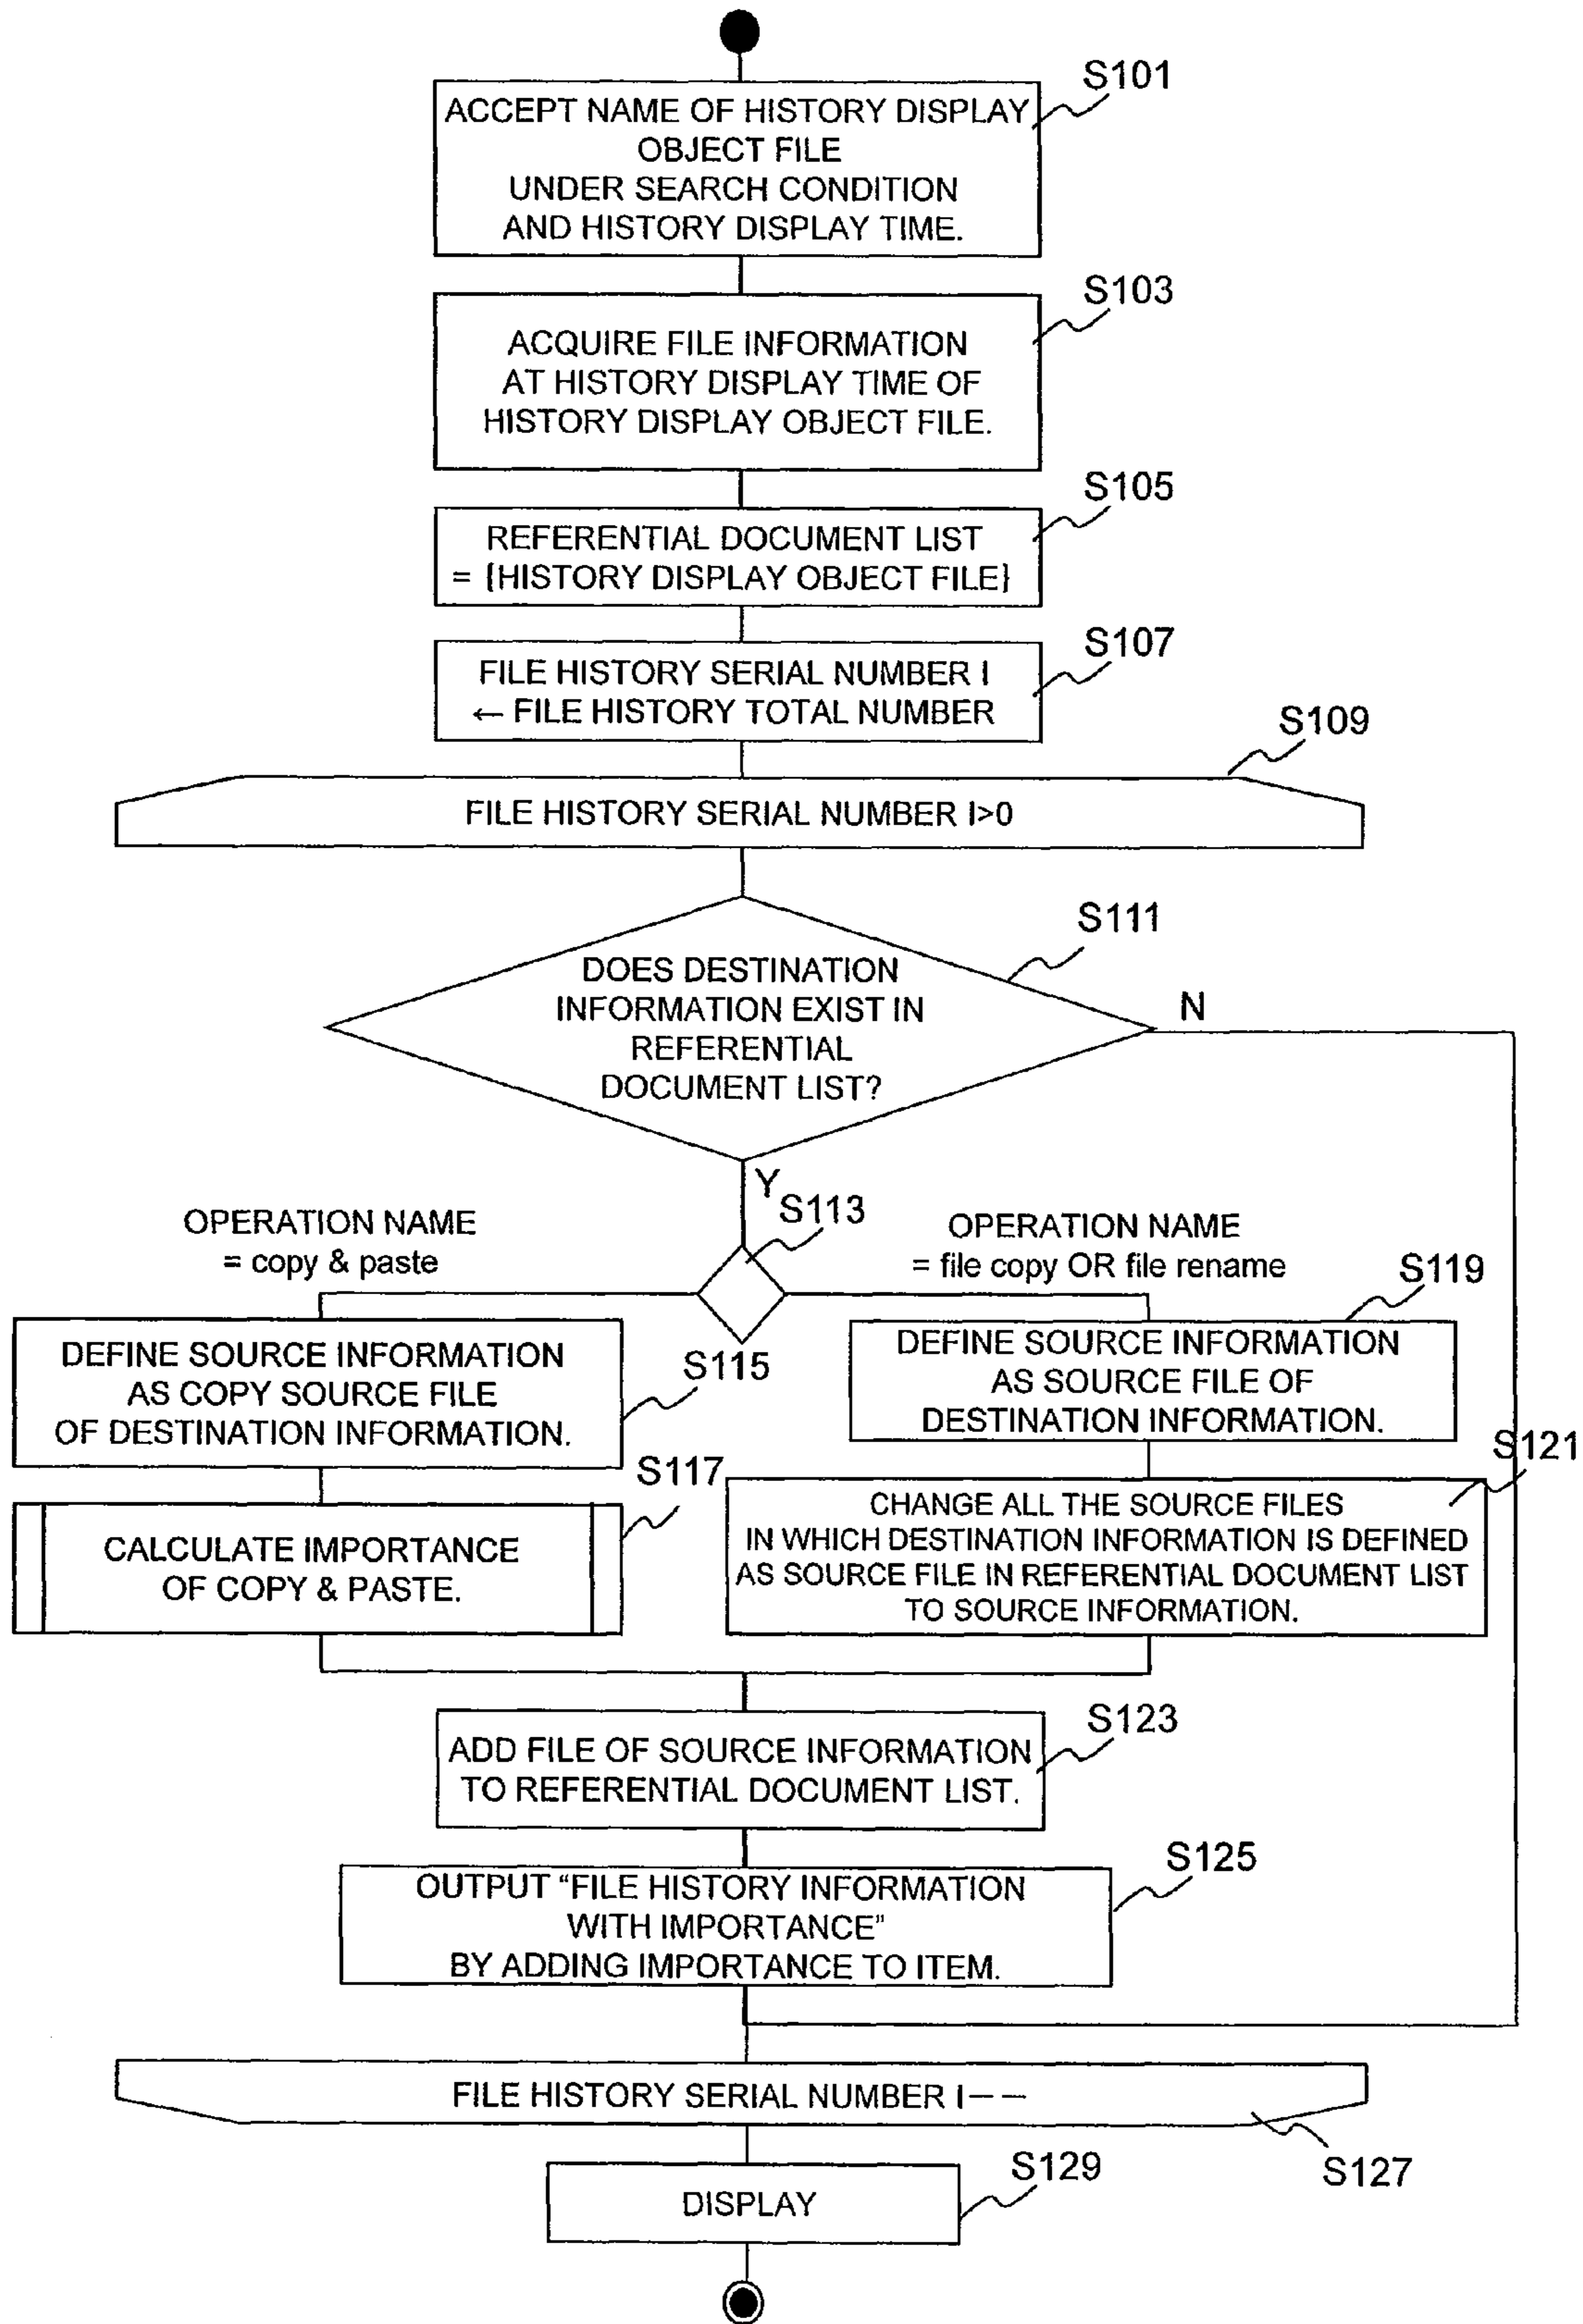 S101
ACCEPT NAME OF HISTORY DISPLAY
OBJECT FILE
UNDER SEARCH CONDITION
AND HISTORY DISPLAY TIME.
S103
ACQUIRE FILE INFORMATION
AT HISTORY DISPLAY TIME OF
HISTORY DISPLAY OBJECT FILE.
S105
REFERENTIAL DOCUMENT LIST
= {HISTORY DISPLAY OBJECT FILE}
S107
FILE HISTORY SERIAL NUMBER I
← FILE HISTORY TOTAL NUMBER
S109
FILE HISTORY SERIAL NUMBER I>0
S111
DOES DESTINATION
INFORMATION EXIST IN
REFERENTIAL
DOCUMENT LIST?
N
Y
S113
OPERATION NAME
= copy & paste
OPERATION NAME
= file copy OR file rename
S115
DEFINE SOURCE INFORMATION
AS COPY SOURCE FILE
OF DESTINATION INFORMATION.
S119
DEFINE SOURCE INFORMATION
AS SOURCE FILE OF
DESTINATION INFORMATION.
S117
CALCULATE IMPORTANCE
OF COPY & PASTE.
S121
CHANGE ALL THE SOURCE FILES
IN WHICH DESTINATION INFORMATION IS DEFINED
AS SOURCE FILE IN REFERENTIAL DOCUMENT LIST
TO SOURCE INFORMATION.
S123
ADD FILE OF SOURCE INFORMATION
TO REFERENTIAL DOCUMENT LIST.
S125
OUTPUT “FILE HISTORY INFORMATION
WITH IMPORTANCE”
BY ADDING IMPORTANCE TO ITEM.
FILE HISTORY SERIAL NUMBER I− −
S127
S129
DISPLAY